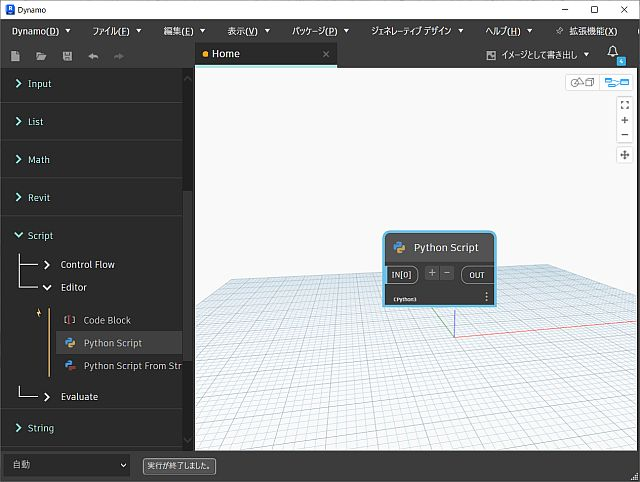 Dynamo
Dynamo(D) ファイル(F) 編集(E) 表示(V) パッケージ(P) ジェネレーティブ デザイン ヘルプ(H) 拡張機能(X)
Home
イメージとして書き出し
4
Input
List
Math
Revit
Script
Control Flow
Editor
Code Block
Python Script
Python Script From Str
Evaluate
String
Python Script
IN[0] + − OUT
CPython3
自動
実行が終了しました。